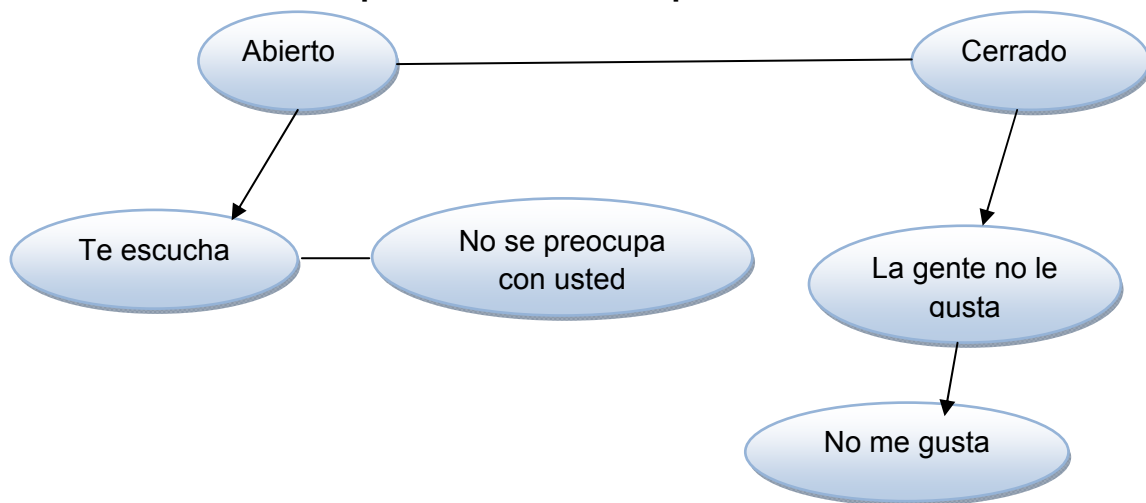 Abierto
Cerrado
Te escucha
No se preocupa
con usted
La gente no le
gusta
No me gusta